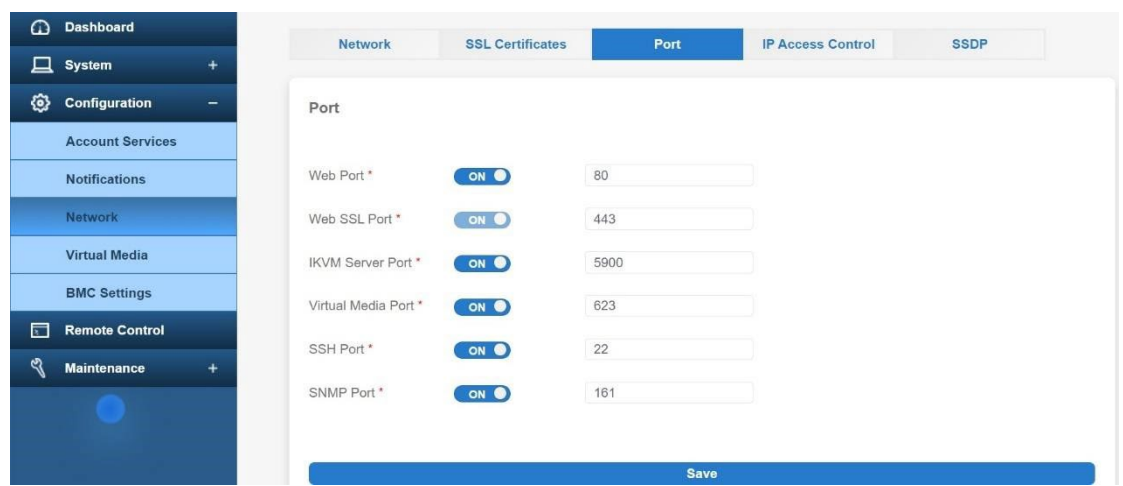 Dashboard
System +
Configuration −
Account Services
Notifications
Network
Virtual Media
BMC Settings
Remote Control
Maintenance +
Network SSL Certificates Port IP Access Control SSDP
Port
Web Port * ON 80
Web SSL Port * ON 443
IKVM Server Port * ON 5900
Virtual Media Port * ON 623
SSH Port * ON 22
SNMP Port * ON 161
Save